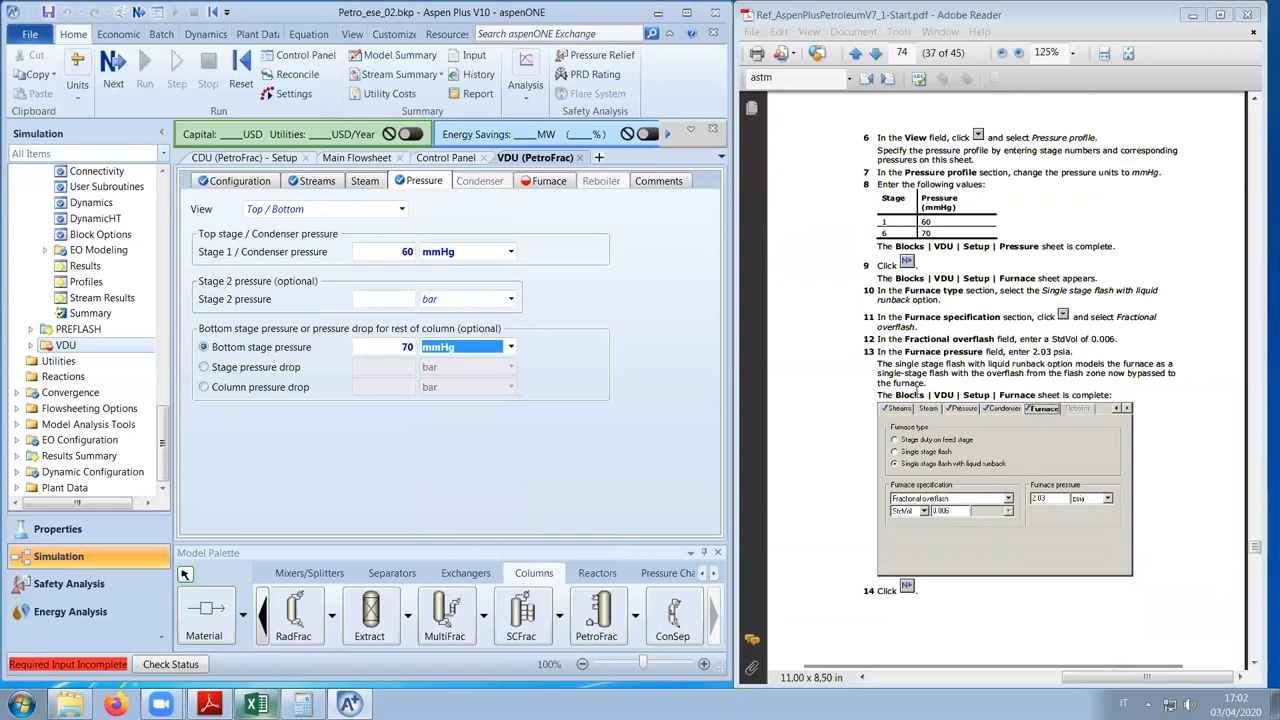 Petro_ese_02.bkp - Aspen Plus V10 - aspenONE
File Home Economic Batch Dynamics Plant Data Equation View Customiz Resources Search aspenONE Exchange
Cut
Copy
Paste
Clipboard
Units
Next Run Step Stop Reset
Control Panel
Reconcile
Settings
Run
Model Summary
Stream Summary
Utility Costs
Input
History
Report
Summary
Analysis
Pressure Relief
PRD Rating
Flare System
Safety Analysis
Simulation
All Items
Capital: ____USD Utilities: ____USD/Year
Energy Savings: ____MW (____%)
CDU (PetroFrac) - Setup Main Flowsheet Control Panel VDU (PetroFrac)
Configuration Streams Steam Pressure Condenser Furnace Reboiler Comments
Connectivity
User Subroutines
Dynamics
DynamicHT
Block Options
EO Modeling
Results
Profiles
Stream Results
Summary
PREFLASH
VDU
Utilities
Reactions
Convergence
Flowsheeting Options
Model Analysis Tools
EO Configuration
Results Summary
Dynamic Configuration
Plant Data
View Top / Bottom
Top stage / Condenser pressure
Stage 1 / Condenser pressure 60 mmHg
Stage 2 pressure (optional)
Stage 2 pressure bar
Bottom stage pressure or pressure drop for rest of column (optional)
Bottom stage pressure 70 mmHg
Stage pressure drop bar
Column pressure drop bar
Properties
Simulation
Safety Analysis
Energy Analysis
Model Palette
Mixers/Splitters Separators Exchangers Columns Reactors Pressure Cha
Material RadFrac Extract MultiFrac SCFrac PetroFrac ConSep
Required Input Incomplete Check Status 100%
Ref_AspenPlusPetroleumV7_1-Start.pdf - Adobe Reader
File Edit View Document Tools Window Help
74 (37 of 45) 125%
astm
6 In the View field, click and select Pressure profile.
Specify the pressure profile by entering stage numbers and corresponding
pressures on this sheet.
7 In the Pressure profile section, change the pressure units to mmHg.
8 Enter the following values:
Stage Pressure
(mmHg)
1 60
6 70
The Blocks | VDU | Setup | Pressure sheet is complete.
9 Click N> .
The Blocks | VDU | Setup | Furnace sheet appears.
10 In the Furnace type section, select the Single stage flash with liquid
runback option.
11 In the Furnace specification section, click and select Fractional
overflash.
12 In the Fractional overflash field, enter a StdVol of 0.006.
13 In the Furnace pressure field, enter 2.03 psia.
The single stage flash with liquid runback option models the furnace as a
single-stage flash with the overflash from the flash zone now bypassed to
the furnace.
The Blocks | VDU | Setup | Furnace sheet is complete:
Streams Steam Pressure Condenser Furnace Reboiler
Furnace type
Stage duty on feed stage
Single stage flash
Single stage flash with liquid runback
Furnace specification Furnace pressure
Fractional overflash 2.03 psia
StdVol 0.006
14 Click N> .
11,00 x 8,50 in
IT
17:02
03/04/2020